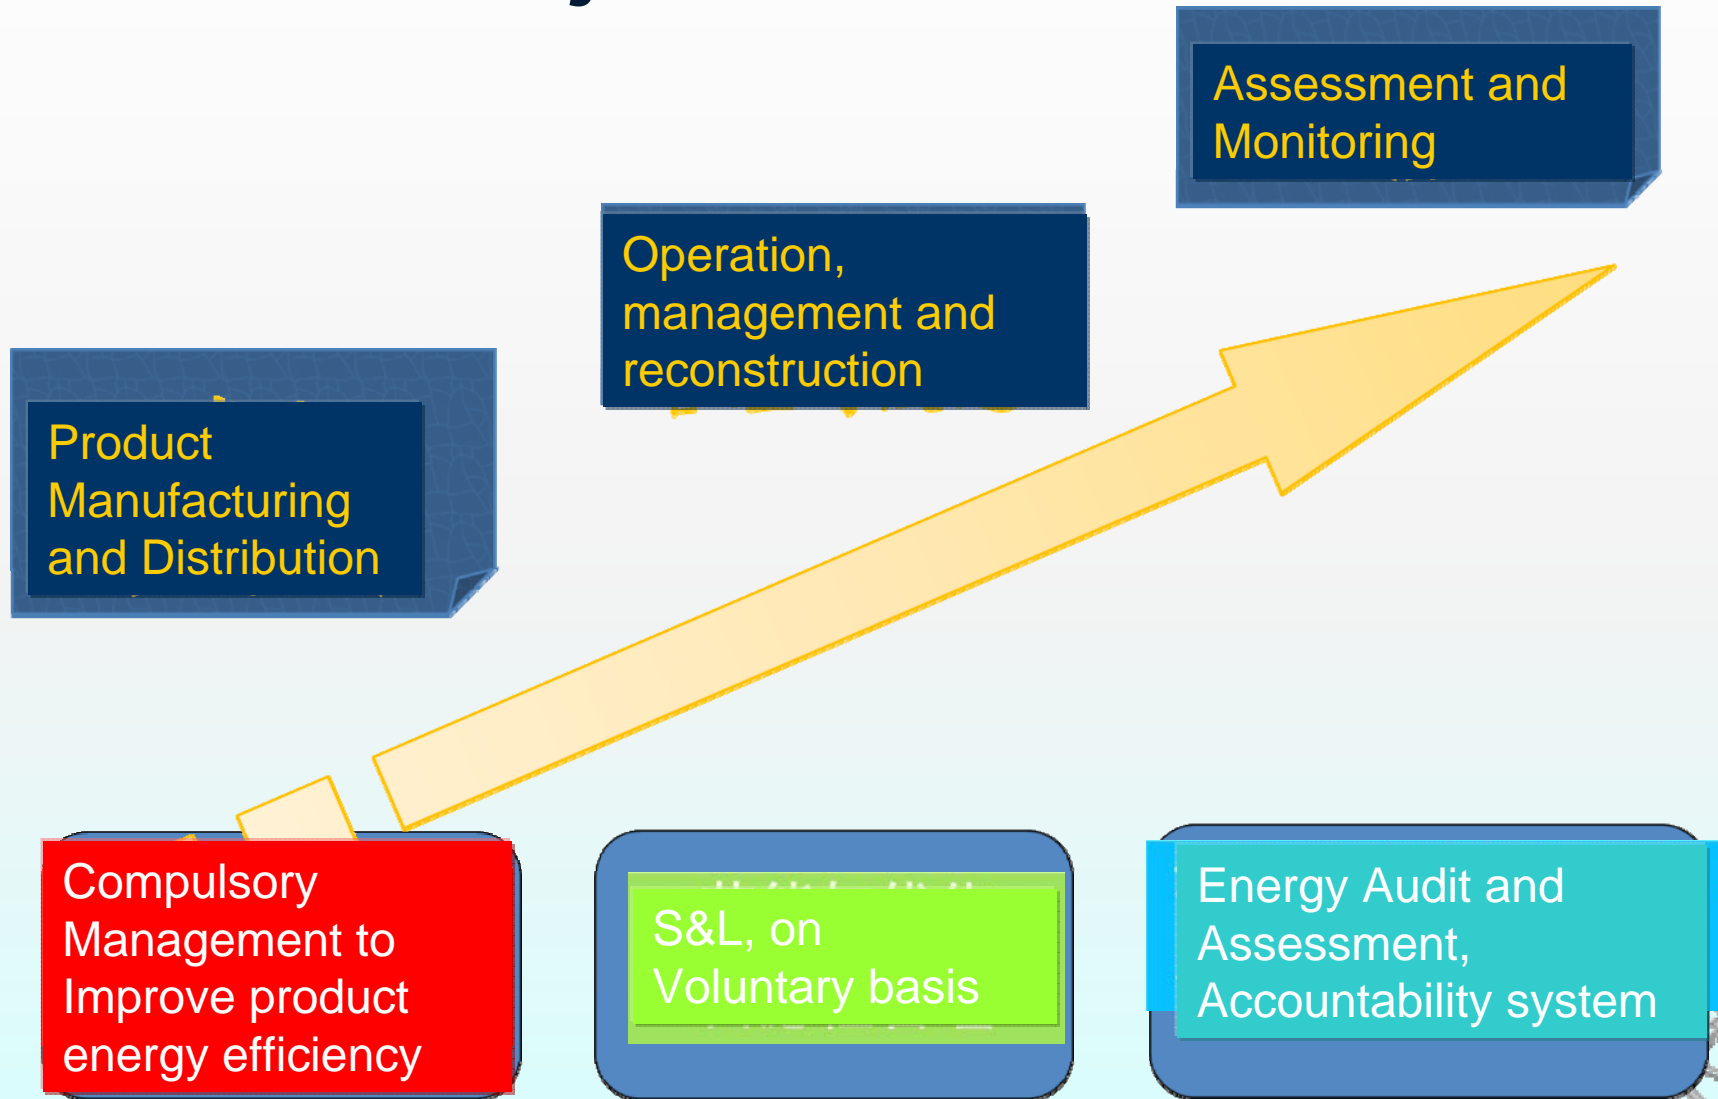 Assessment and
Monitoring
Operation,
management and
reconstruction
Product
Manufacturing
and Distribution
Compulsory
Management to
Improve product
energy efficiency
S&L, on
Voluntary basis
Energy Audit and
Assessment,
Accountability system